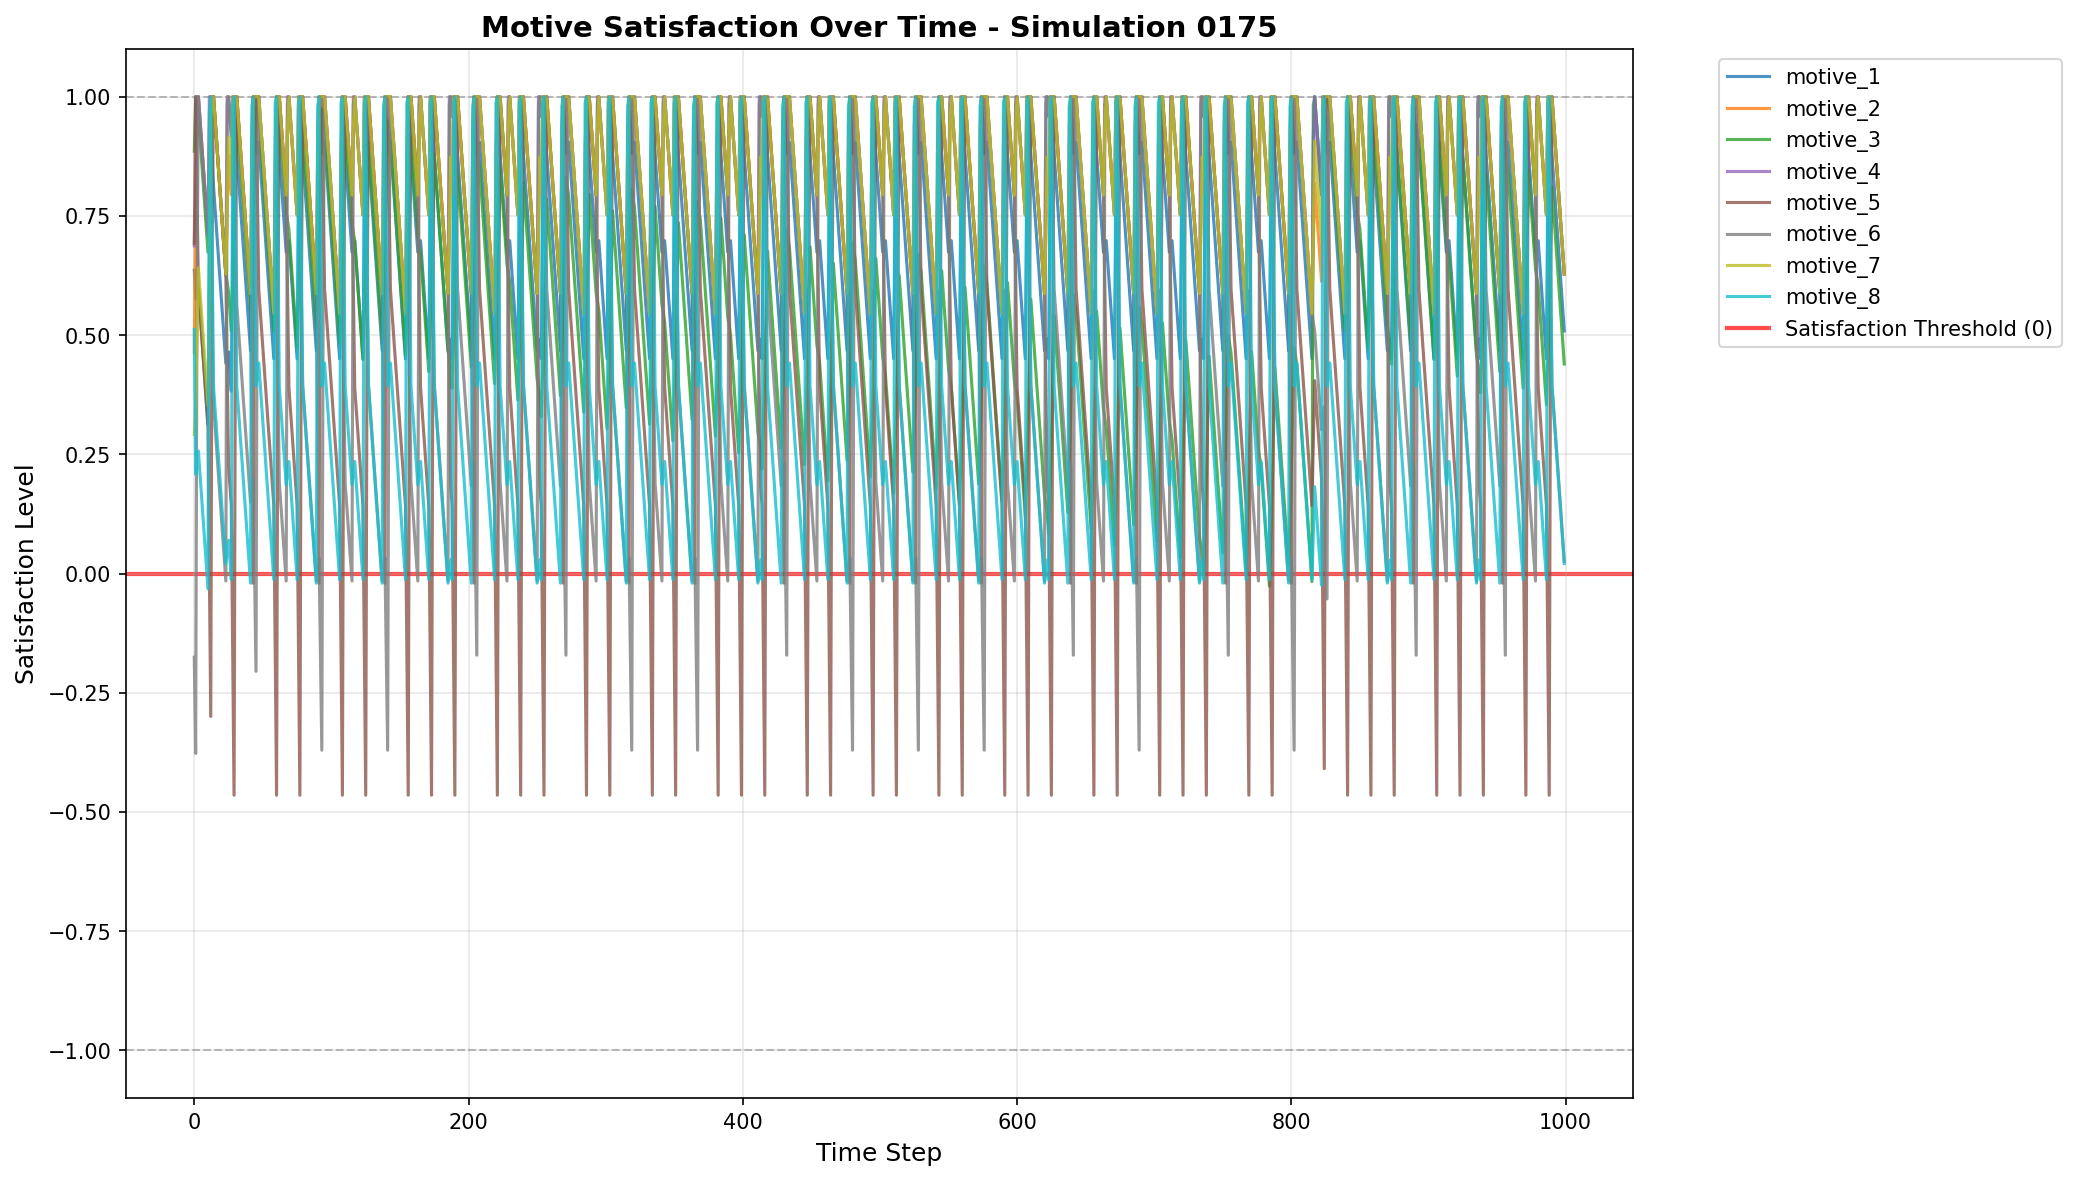 Motive Satisfaction Over Time - Simulation 0175
Satisfaction Level
1.00
0.75
0.50
0.25
0.00
−0.25
−0.50
−0.75
−1.00
0
200
400
600
800
1000
Time Step
motive_1
motive_2
motive_3
motive_4
motive_5
motive_6
motive_7
motive_8
Satisfaction Threshold (0)